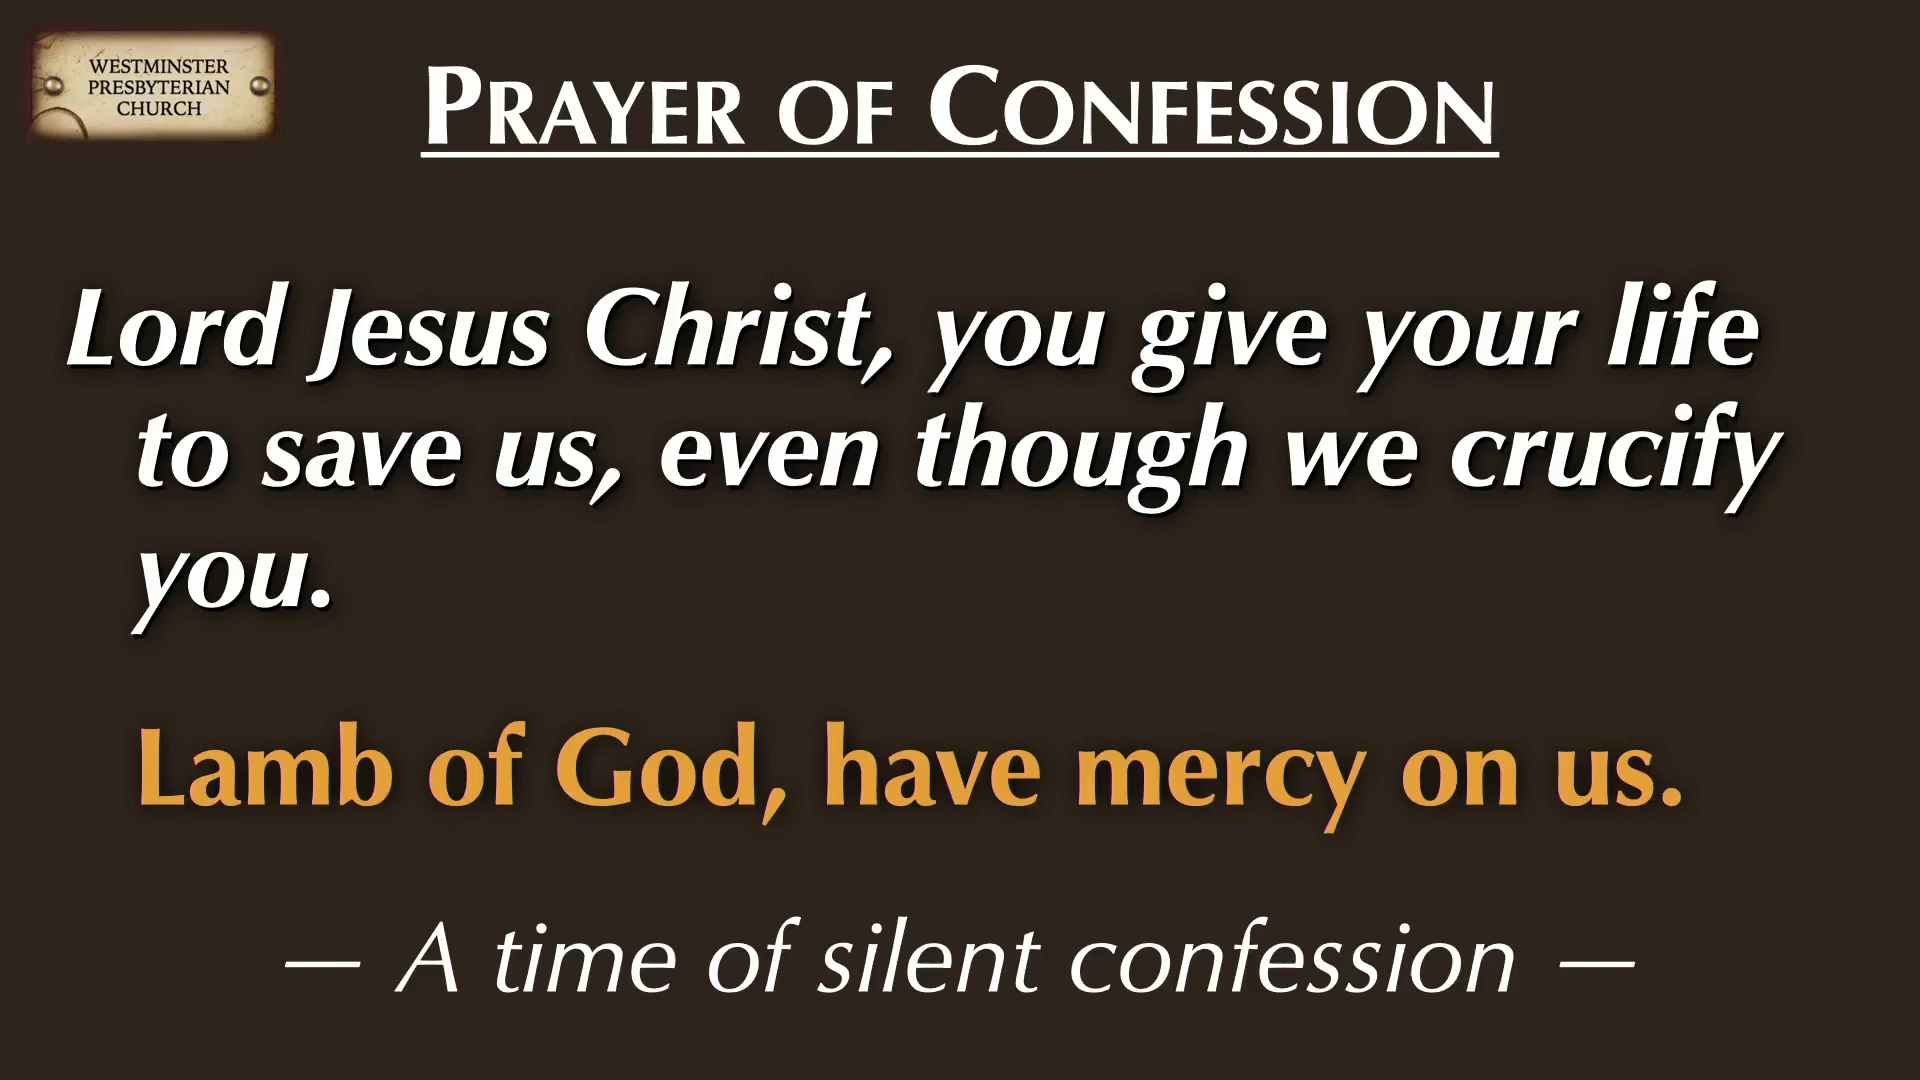 WESTMINSTER
PRESBYTERIAN
CHURCH
PRAYER OF CONFESSION
Lord Jesus Christ, you give your life
to save us, even though we crucify
you.
Lamb of God, have mercy on us.
— A time of silent confession —